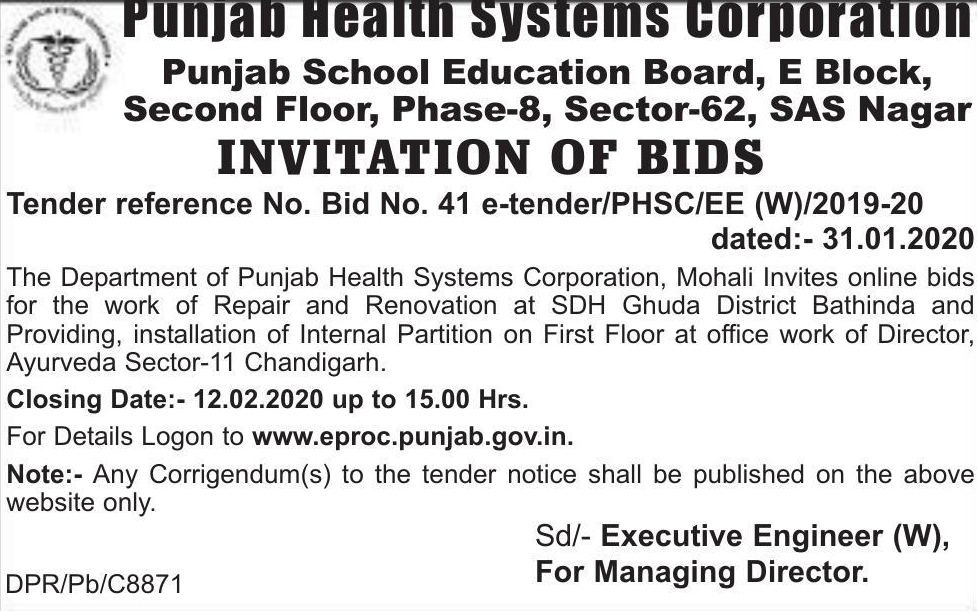 Punjab Health Systems Corporation
Punjab School Education Board, E Block,
Second Floor, Phase-8, Sector-62, SAS Nagar
INVITATION OF BIDS
Tender reference No. Bid No. 41 e-tender/PHSC/EE (W)/2019-20
dated:- 31.01.2020
The Department of Punjab Health Systems Corporation, Mohali Invites online bids
for the work of Repair and Renovation at SDH Ghuda District Bathinda and
Providing, installation of Internal Partition on First Floor at office work of Director,
Ayurveda Sector-11 Chandigarh.
Closing Date:- 12.02.2020 up to 15.00 Hrs.
For Details Logon to www.eproc.punjab.gov.in.
Note:- Any Corrigendum(s) to the tender notice shall be published on the above
website only.
Sd/- Executive Engineer (W),
For Managing Director.
DPR/Pb/C8871